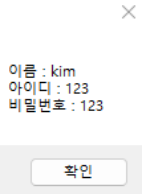 이름 : kim
아이디 : 123
비밀번호 : 123
확인